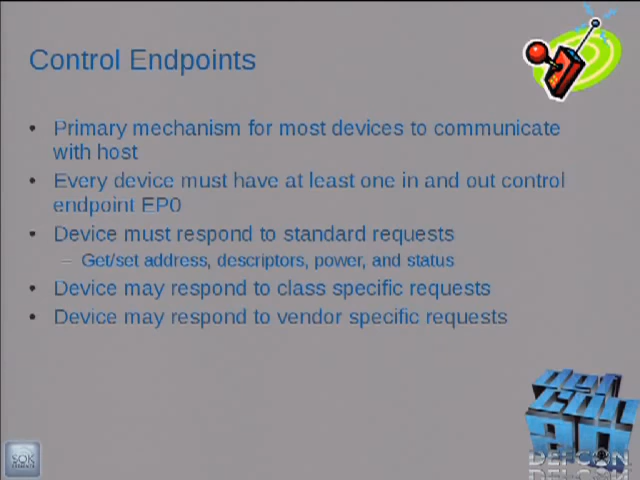 Control Endpoints
• Primary mechanism for most devices to communicate
with host
• Every device must have at least one in and out control
endpoint EP0
• Device must respond to standard requests
– Get/set address, descriptors, power, and status
• Device may respond to class specific requests
• Device may respond to vendor specific requests
DEFCON
SOK